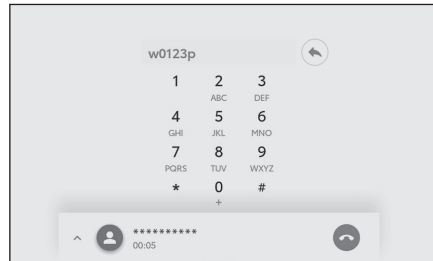 w0123p
1 2 3
ABC DEF
4 5 6
GHI JKL MNO
7 8 9
PQRS TUV WXYZ
* 0 #
+
**********
00:05